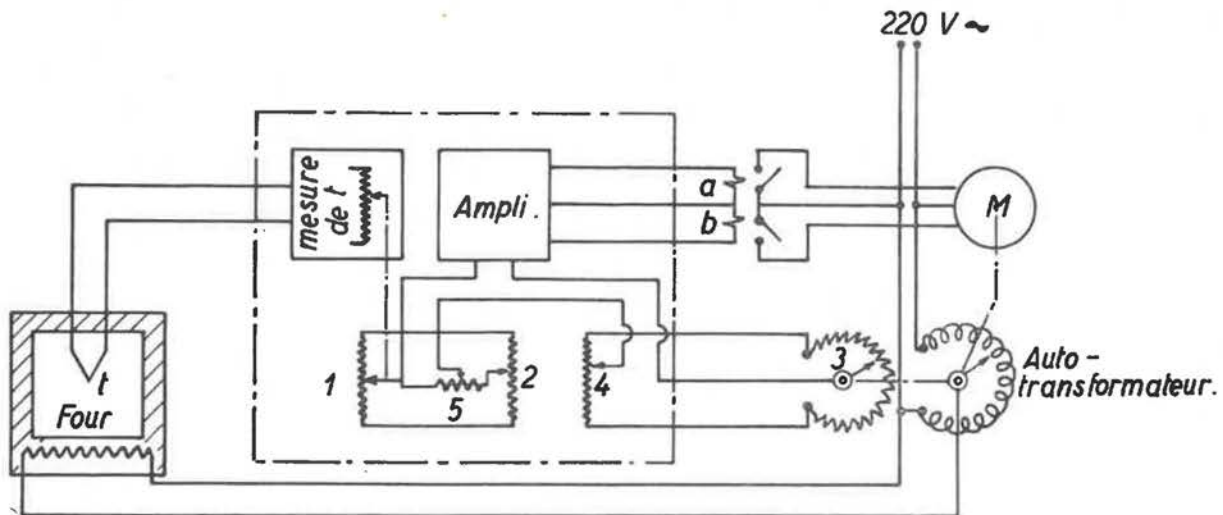 220 V ~
mesure
de t
Ampli.
a
b
M
t
Four
1
5
2
4
3
Auto-
transformateur.